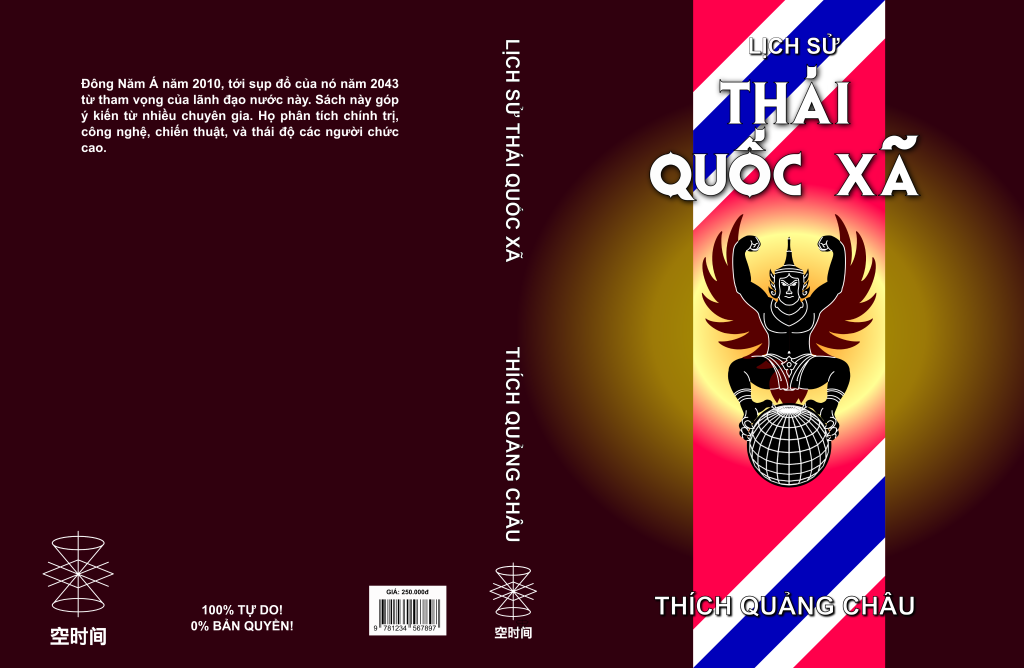 Đông Năm Á năm 2010, tới sụp đổ của nó năm 2043
từ tham vọng của lãnh đạo nước này. Sách này góp
ý kiến từ nhiều chuyên gia. Họ phân tích chính trị,
công nghệ, chiến thuật, và thái độ các người chức
cao.
空时间
100% TỰ DO!
0% BẢN QUYỀN!
GIÁ: 250.000đ
9 781234 567897
LỊCH SỬ THÁI QUỐC XÃ
THÍCH QUẢNG CHÂU
空时间
LỊCH SỬ
THÁI
QUỐC XÃ
THÍCH QUẢNG CHÂU